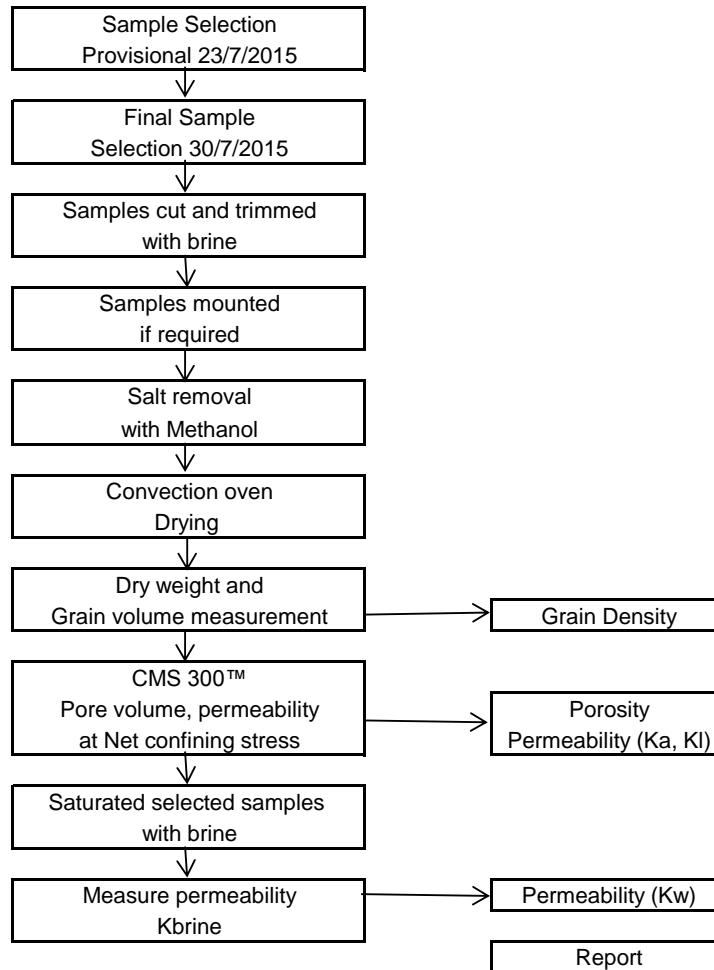 Sample Selection
Provisional 23/7/2015
Final Sample
Selection 30/7/2015
Samples cut and trimmed
with brine
Samples mounted
if required
Salt removal
with Methanol
Convection oven
Drying
Dry weight and
Grain volume measurement
Grain Density
CMS 300™
Pore volume, permeability
at Net confining stress
Porosity
Permeability (Ka, Kl)
Saturated selected samples
with brine
Measure permeability
Kbrine
Permeability (Kw)
Report